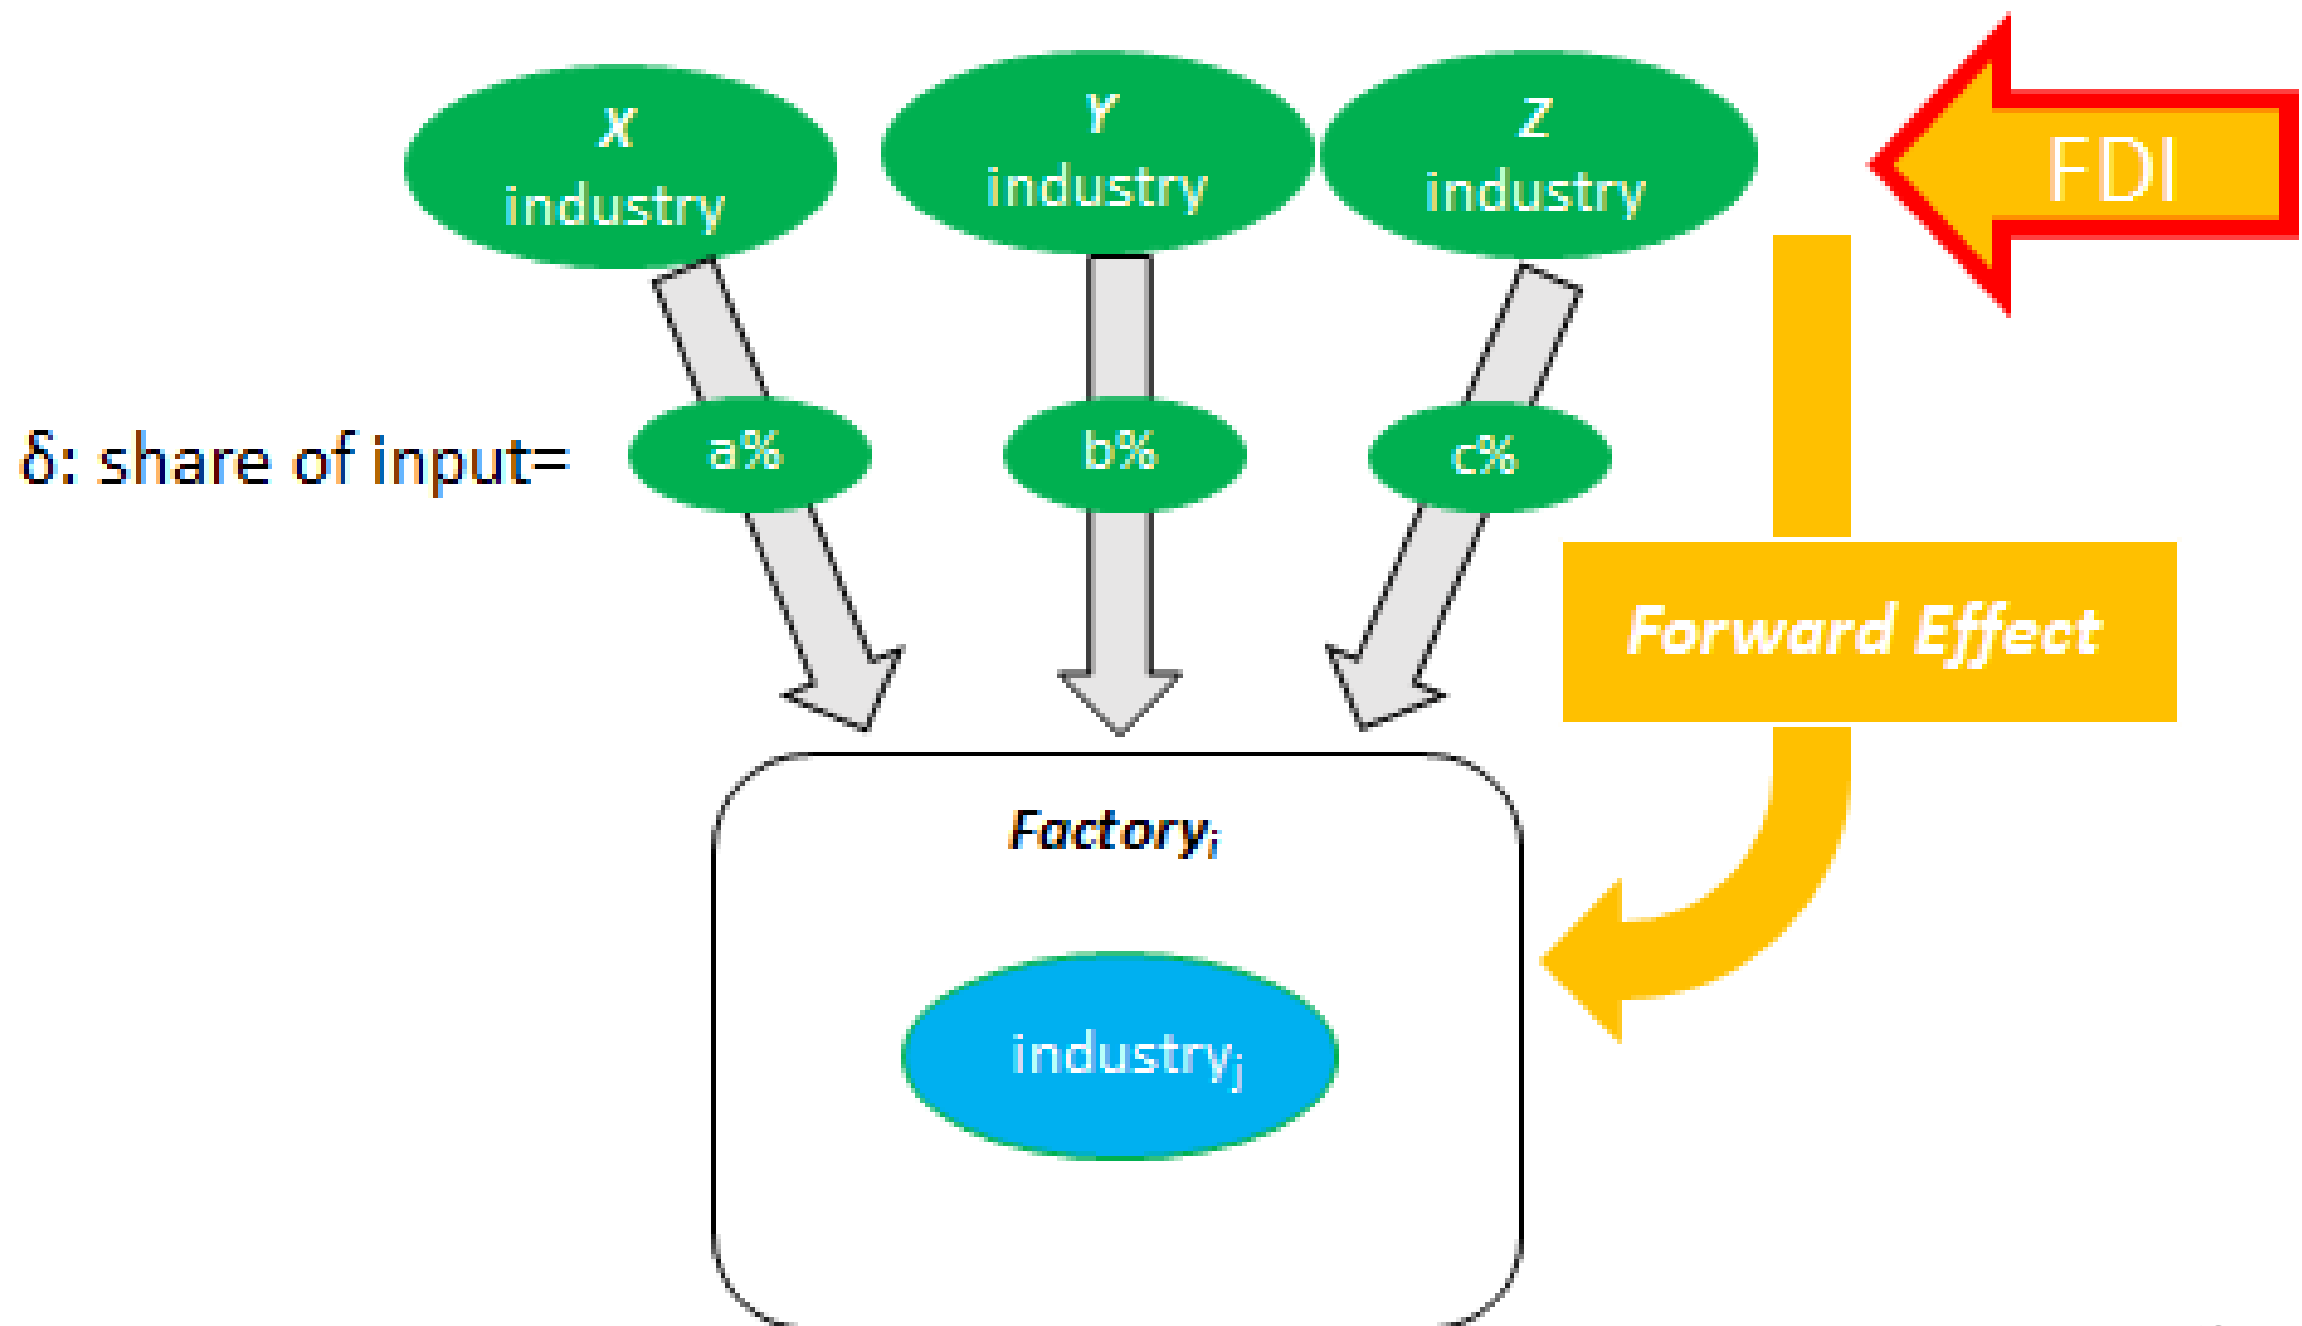 X
industry
Y
industry
Z
industry
FDI
δ: share of input=
a%
b%
c%
Forward Effect
Factoryᵢ
industryⱼ